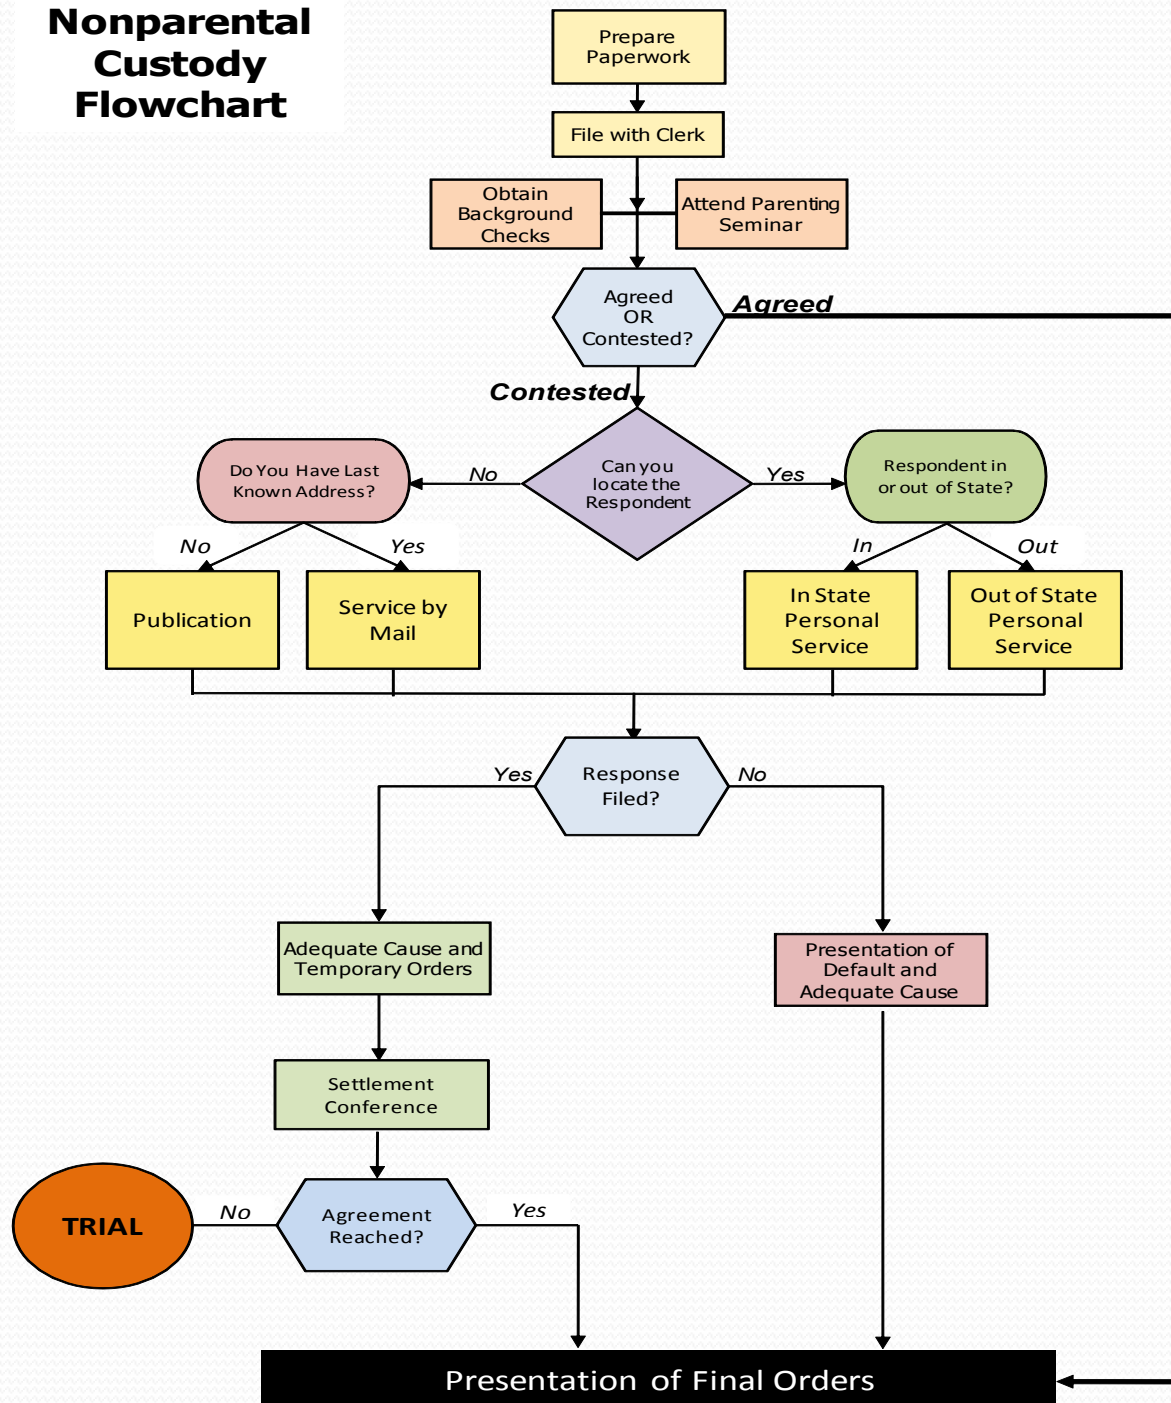 Nonparental
Custody
Flowchart
Prepare
Paperwork
File with Clerk
Obtain
Background
Checks
Attend Parenting
Seminar
Agreed
OR
Contested?
Agreed
Contested
Can you
locate the
Respondent
No
Yes
Do You Have Last
Known Address?
Respondent in
or out of State?
No
Yes
In
Out
Publication
Service by
Mail
In State
Personal
Service
Out of State
Personal
Service
Response
Filed?
Yes
No
Adequate Cause and
Temporary Orders
Presentation of
Default and
Adequate Cause
Settlement
Conference
TRIAL
No
Agreement
Reached?
Yes
Presentation of Final Orders